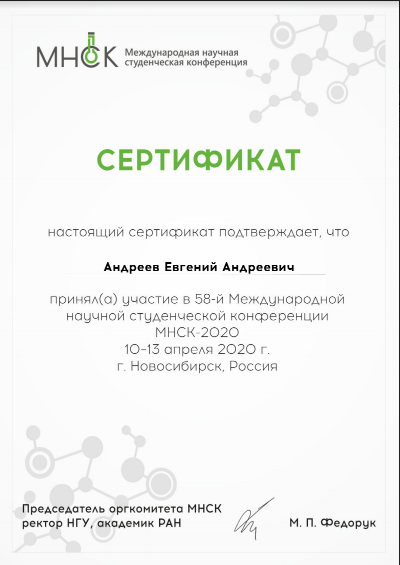 МНСК
Международная научная
студенческая конференция
СЕРТИФИКАТ
настоящий сертификат подтверждает, что
Андреев Евгений Андреевич
принял(а) участие в 58-й Международной
научной студенческой конференции
МНСК-2020
10–13 апреля 2020 г.
г. Новосибирск, Россия
Председатель оргкомитета МНСК
ректор НГУ, академик РАН
М. П. Федорук